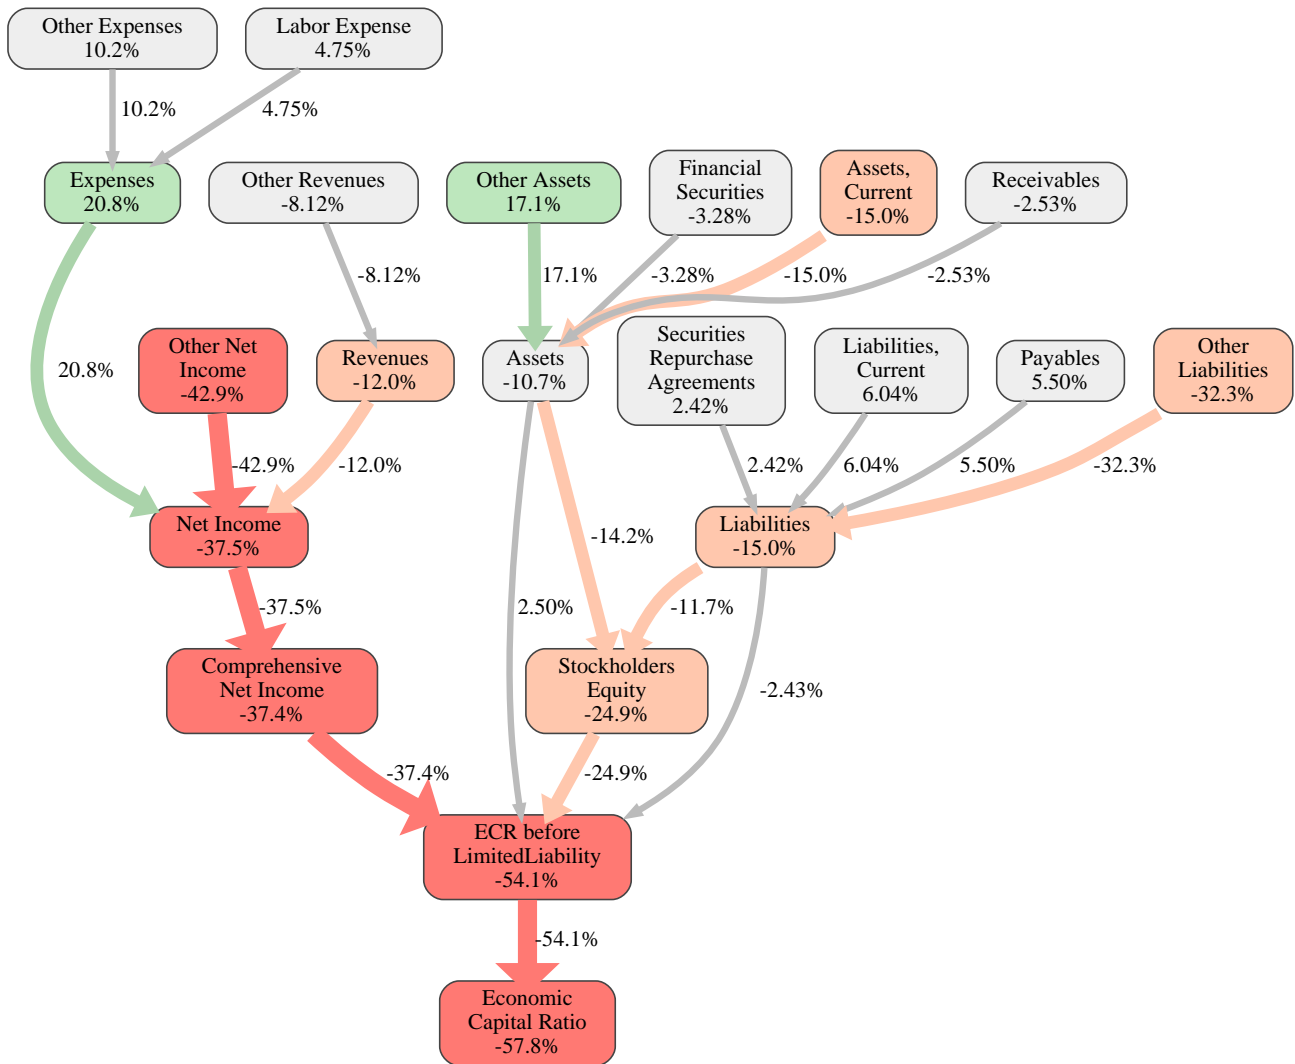 Other Expenses
10.2%
Labor Expense
4.75%
10.2%
4.75%
Expenses
20.8%
Other Revenues
-8.12%
Other Assets
17.1%
Financial
Securities
-3.28%
Assets,
Current
-15.0%
Receivables
-2.53%
-8.12%
17.1%
-3.28%
-15.0%
-2.53%
20.8%
Other Net
Income
-42.9%
Revenues
-12.0%
Assets
-10.7%
Securities
Repurchase
Agreements
2.42%
Liabilities,
Current
6.04%
Payables
5.50%
Other
Liabilities
-32.3%
-42.9%
-12.0%
2.42%
6.04%
5.50%
-32.3%
Net Income
-37.5%
-14.2%
Liabilities
-15.0%
-37.5%
2.50%
-11.7%
Comprehensive
Net Income
-37.4%
Stockholders
Equity
-24.9%
-2.43%
-37.4%
-24.9%
ECR before
LimitedLiability
-54.1%
-54.1%
Economic
Capital Ratio
-57.8%